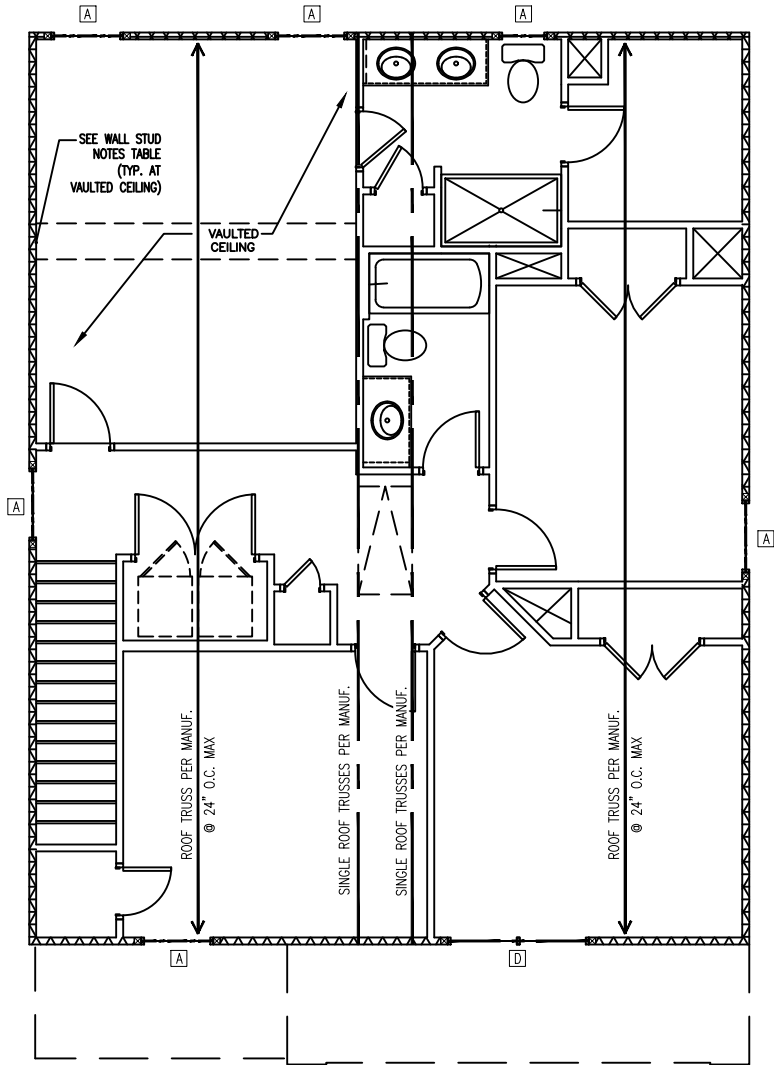 A
A
A
SEE WALL STUD
NOTES TABLE
(TYP. AT
VAULTED CEILING)
VAULTED
CEILING
A
A
ROOF TRUSS PER MANUF.
@ 24" O.C. MAX
SINGLE ROOF TRUSSES PER MANUF.
SINGLE ROOF TRUSSES PER MANUF.
ROOF TRUSS PER MANUF.
@ 24" O.C. MAX
A
D